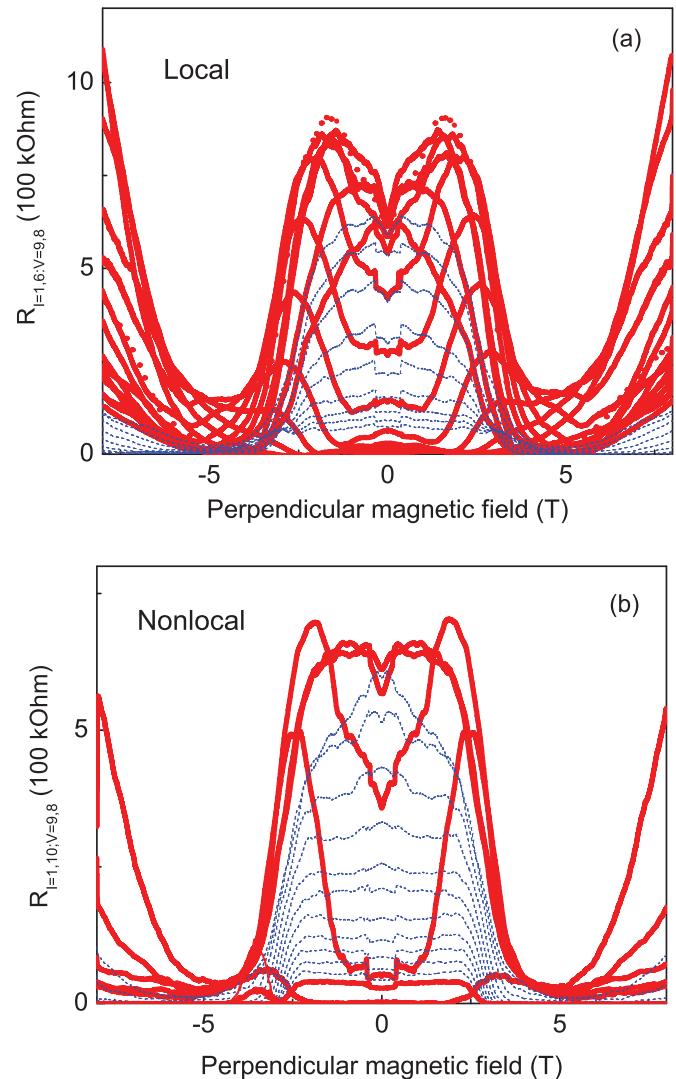 (a)
Local
10
5
0
R_{I=1,6:V=9,8} (100 kOhm)
-5 0 5
Perpendicular magnetic field (T)
(b)
Nonlocal
5
0
R_{I=1,10;V=9,8} (100 kOhm)
-5 0 5
Perpendicular magnetic field (T)